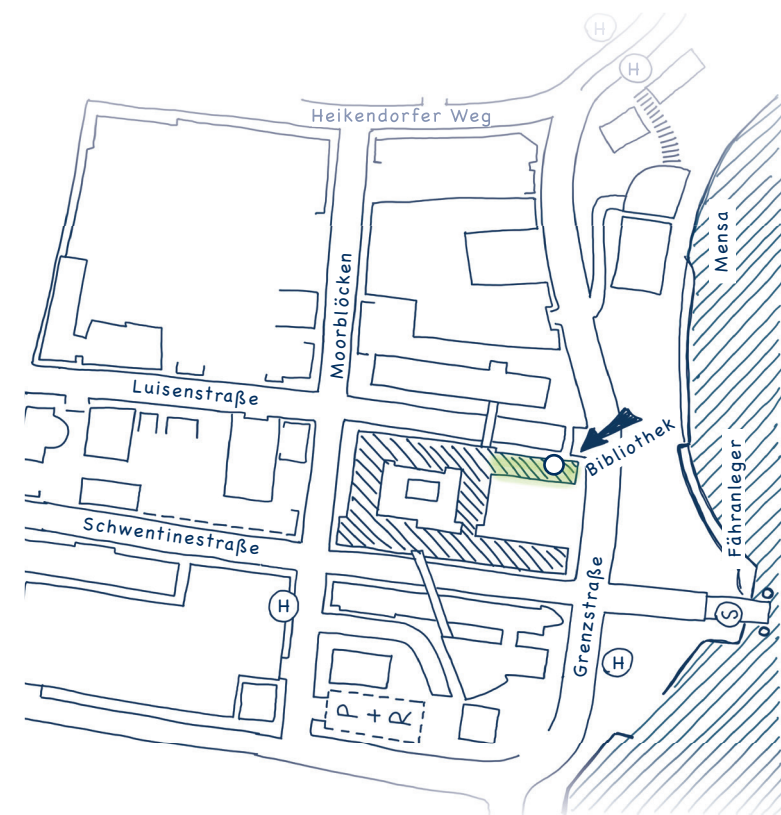 H
H
Heikendorfer Weg
Mensa
Moorblöcken
Luisenstraße
Bibliothek
Fähranleger
Schwentinestraße
Grenzstraße
H
S
H
P + R